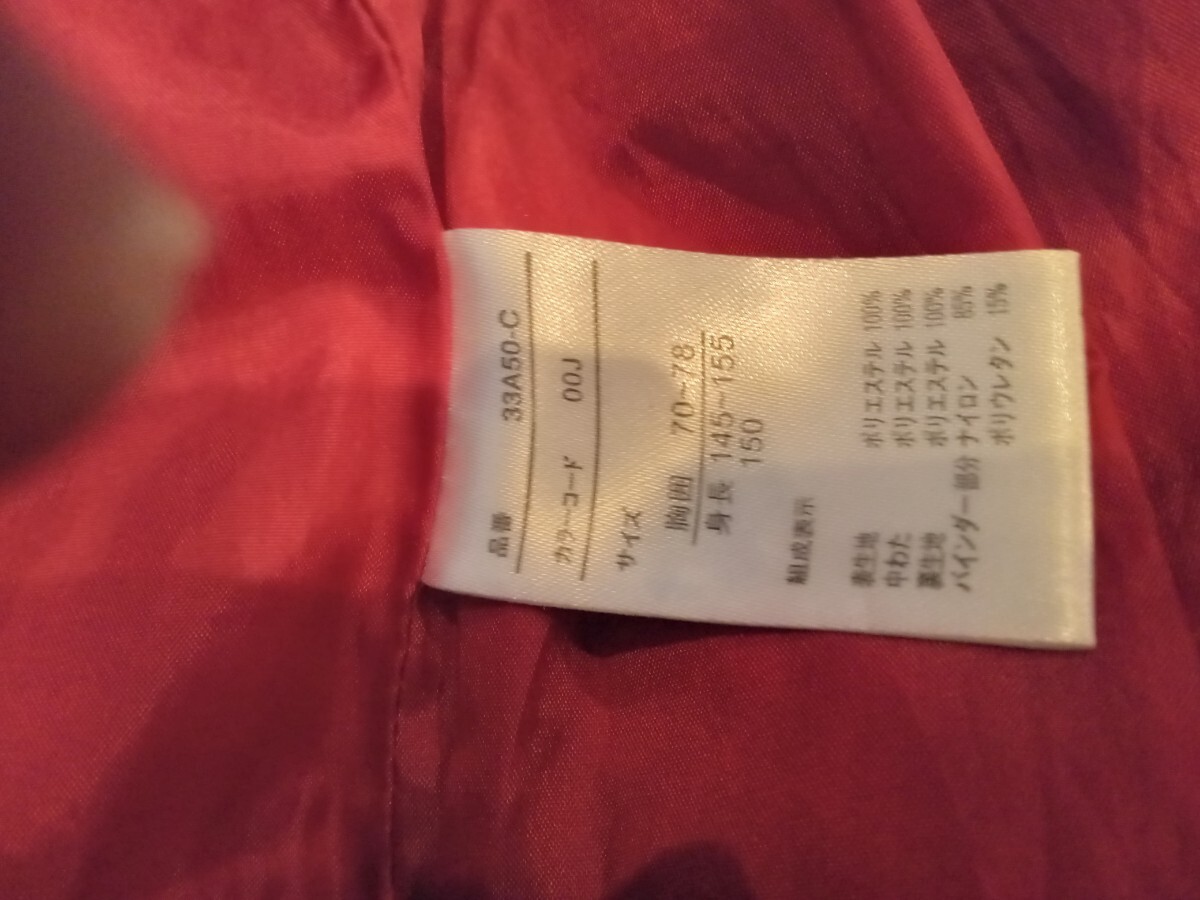 品番 33A50-C
カラーコード 00J
サイズ
胸囲 70~78
身長 145~155
150
組成表示
表生地 ポリエステル 100%
中わた ポリエステル 100%
裏生地 ポリエステル 100%
バインダー部分 ナイロン 85%
ポリウレタン 15%